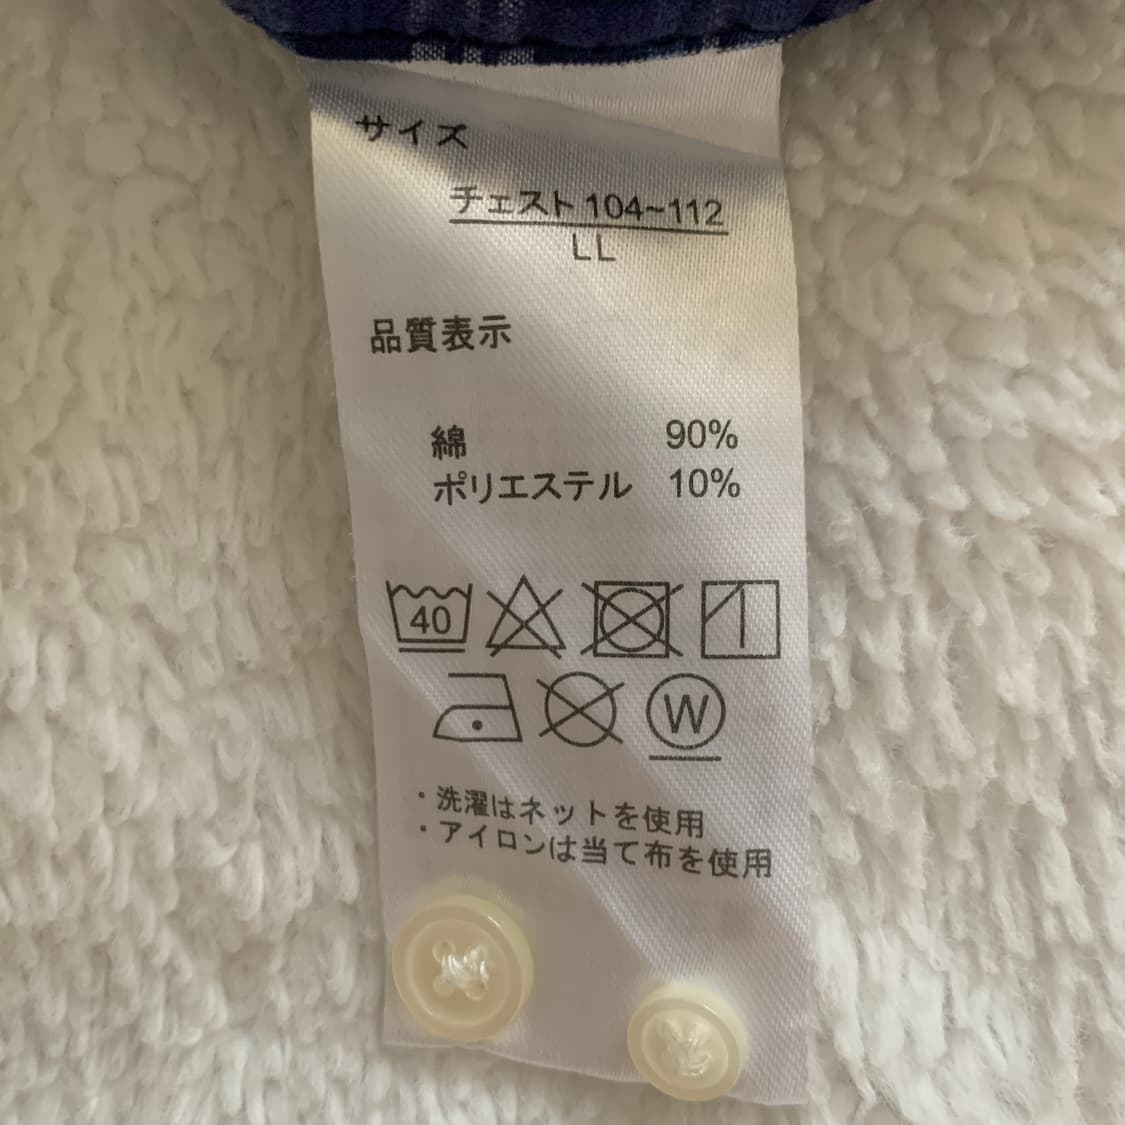 サイズ
チェスト104~112
LL
品質表示
綿 90%
ポリエステル 10%
40
W
・洗濯はネットを使用
・アイロンは当て布を使用